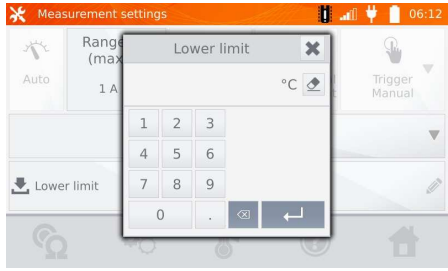 Measurement settings
06:12
Lower limit
Range
(max
Auto
1 A
Trigger
Manual
°C
1 2 3
4 5 6
7 8 9
0 .
Lower limit